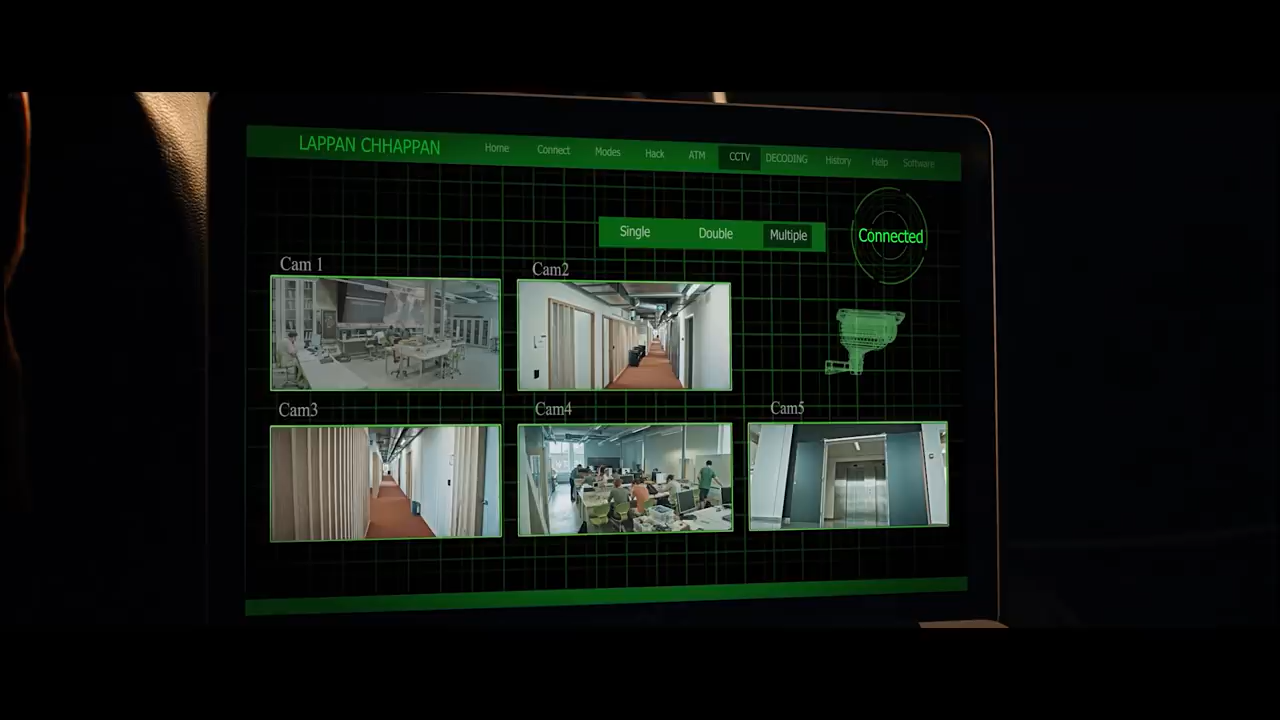 LAPPAN CHHAPPAN Home Connect Modes Hack ATM CCTV DECODING History Help Software
Single Double Multiple
Connected
Cam 1 Cam2
Cam3 Cam4 Cam5